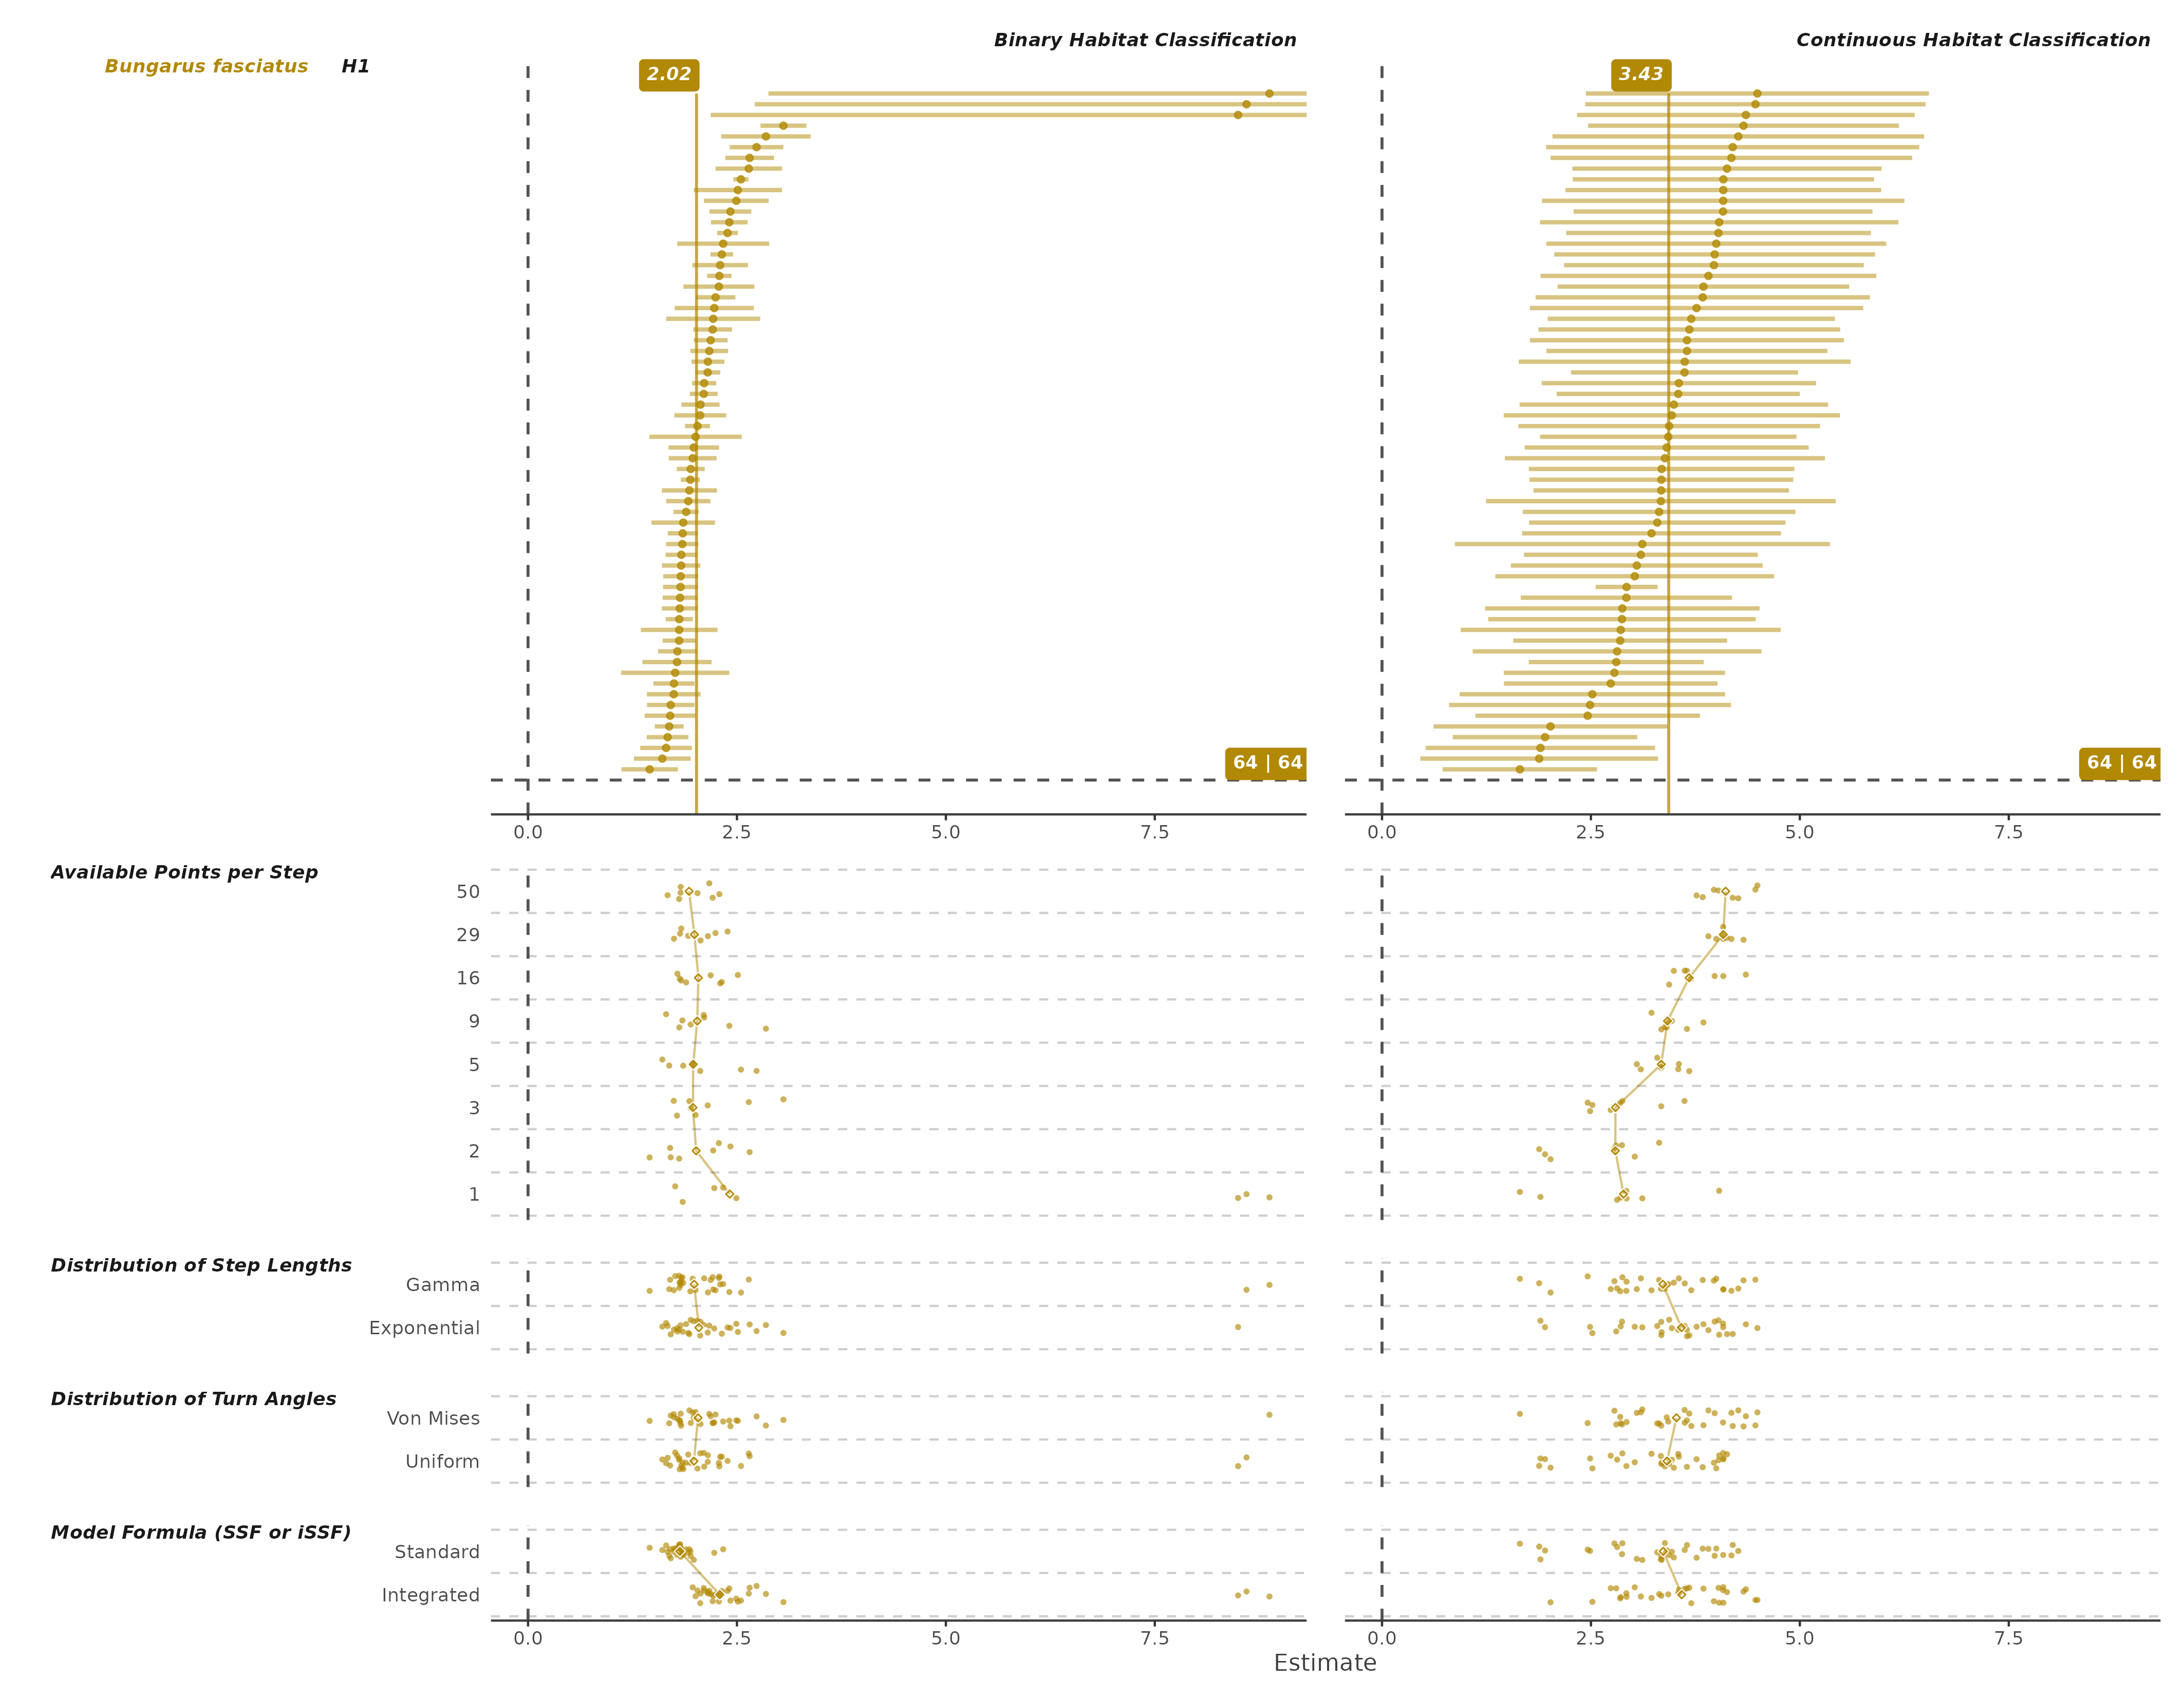 Binary Habitat Classification
Continuous Habitat Classification
Bungarus fasciatus H1
2.02
3.43
64 | 64
64 | 64
0.0 2.5 5.0 7.5
0.0 2.5 5.0 7.5
Available Points per Step
50
29
16
9
5
3
2
1
Distribution of Step Lengths
Gamma
Exponential
Distribution of Turn Angles
Von Mises
Uniform
Model Formula (SSF or iSSF)
Standard
Integrated
0.0 2.5 5.0 7.5
0.0 2.5 5.0 7.5
Estimate